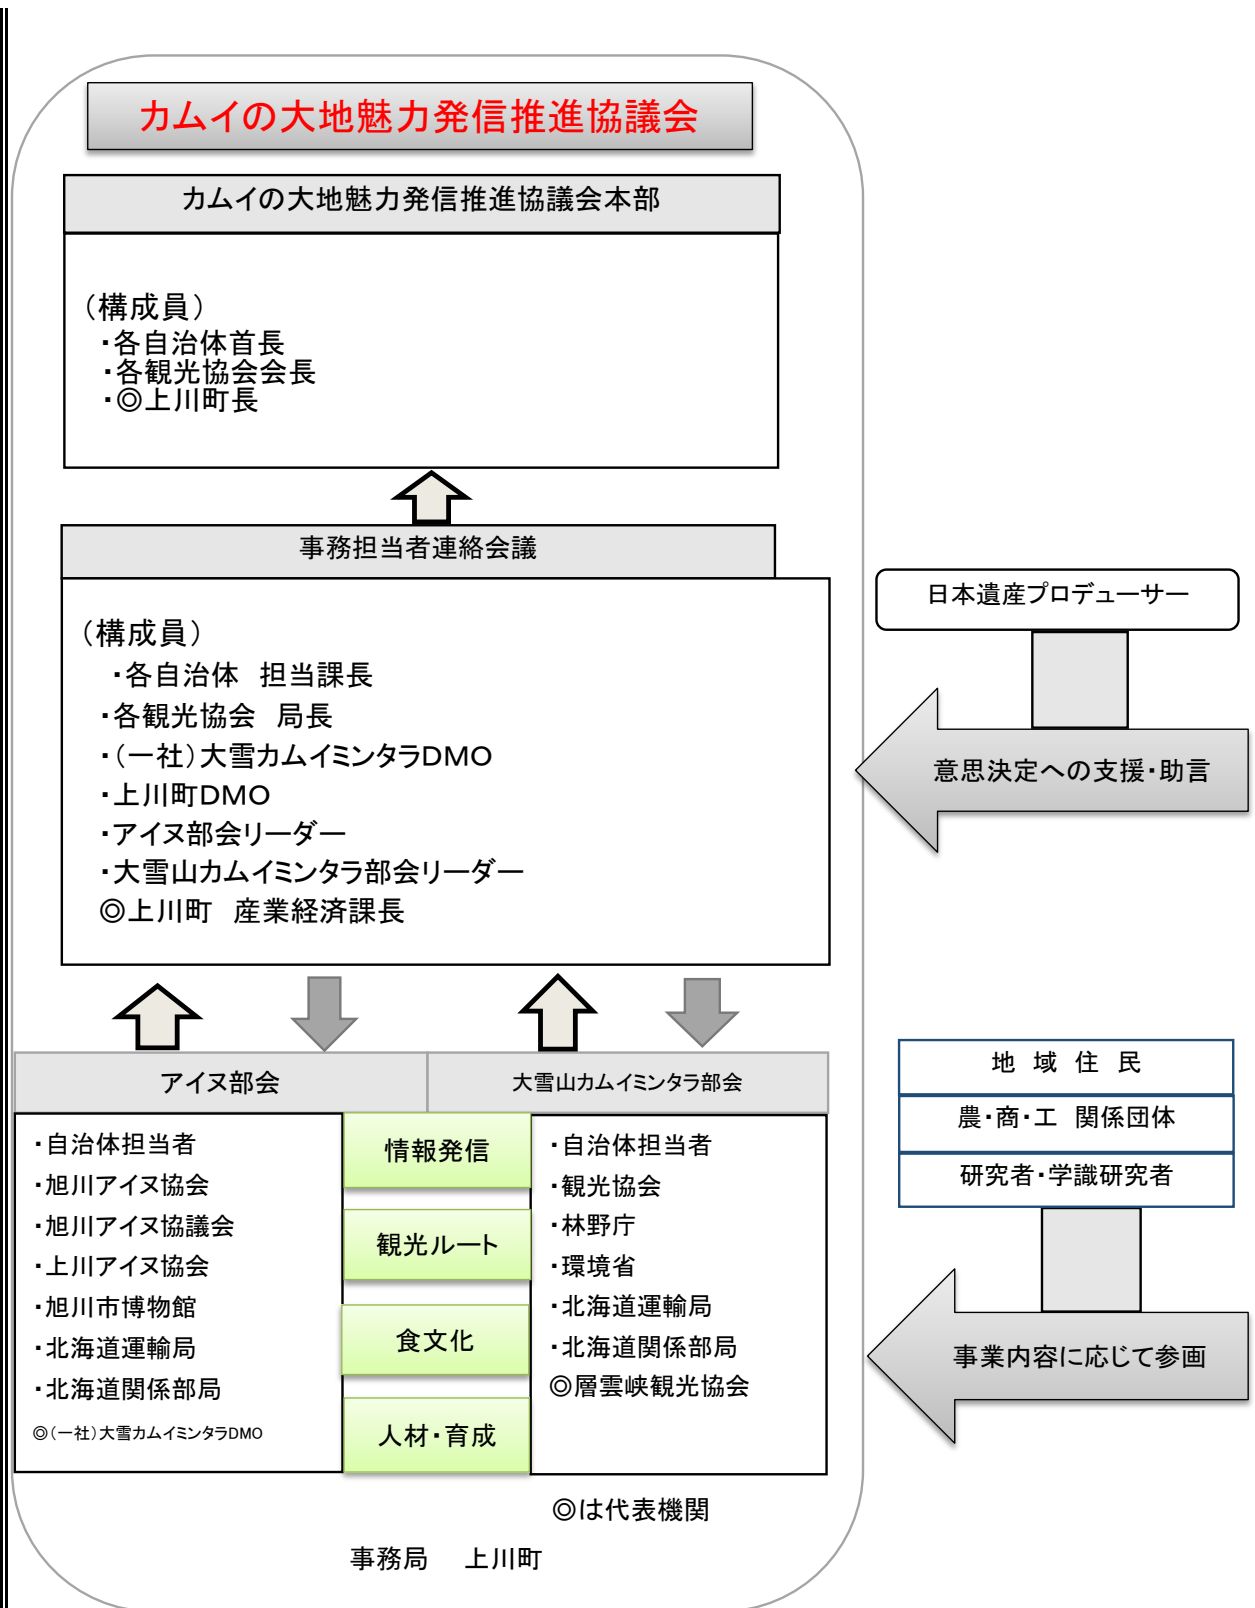 カムイの大地魅力発信推進協議会
カムイの大地魅力発信推進協議会本部
（構成員）
・各自治体首長
・各観光協会会長
・◎上川町長
事務担当者連絡会議
（構成員）
・各自治体　担当課長
・各観光協会　局長
・（一社）大雪カムイミンタラDMO
・上川町DMO
・アイヌ部会リーダー
・大雪山カムイミンタラ部会リーダー
◎上川町　産業経済課長
日本遺産プロデューサー
意思決定への支援・助言
アイヌ部会
・自治体担当者
・旭川アイヌ協会
・旭川アイヌ協議会
・上川アイヌ協会
・旭川市博物館
・北海道運輸局
・北海道関係部局
◎（一社）大雪カムイミンタラDMO
情報発信
観光ルート
食文化
人材・育成
大雪山カムイミンタラ部会
・自治体担当者
・観光協会
・林野庁
・環境省
・北海道運輸局
・北海道関係部局
◎層雲峡観光協会
地　域　住　民
農・商・工　関係団体
研究者・学識研究者
事業内容に応じて参画
◎は代表機関
事務局　上川町